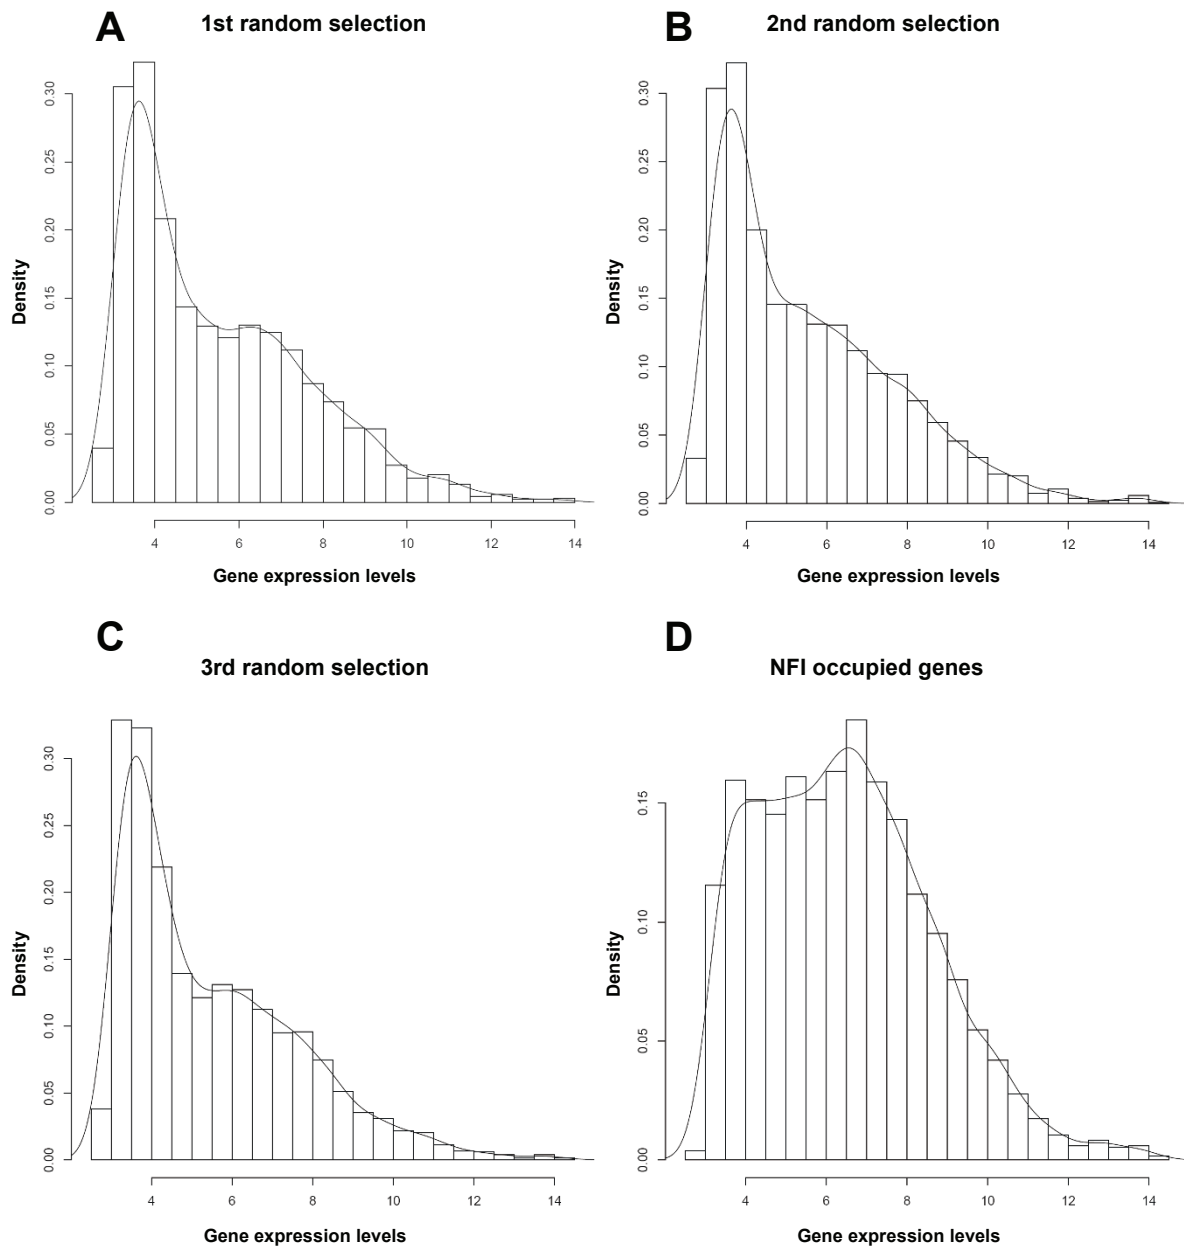 A
1st random selection
0.30
0.25
0.20
0.15
0.10
0.05
0.00
Density
4 6 8 10 12 14
Gene expression levels
B
2nd random selection
0.30
0.25
0.20
0.15
0.10
0.05
0.00
Density
4 6 8 10 12 14
Gene expression levels
C
3rd random selection
0.30
0.25
0.20
0.15
0.10
0.05
0.00
Density
4 6 8 10 12 14
Gene expression levels
D
NFI occupied genes
0.15
0.10
0.05
0.00
Density
4 6 8 10 12 14
Gene expression levels